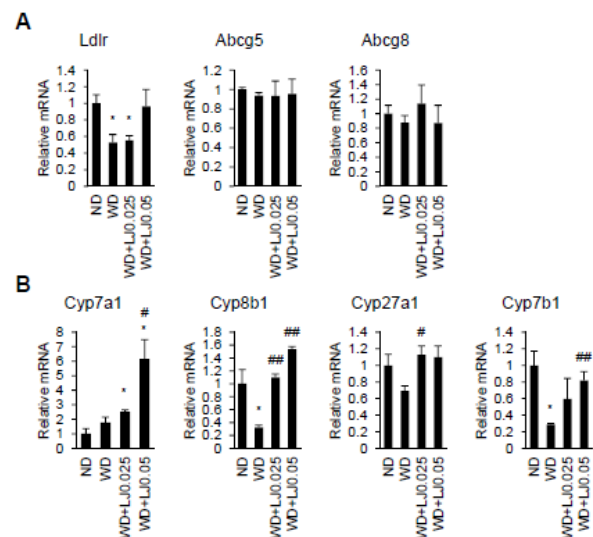 A
Ldlr
Relative mRNA
1.4
1.2
1
0.8
0.6
0.4
0.2
0
* *
ND
WD
WD+LJ0.025
WD+LJ0.05
Abcg5
Relative mRNA
1.4
1.2
1
0.8
0.6
0.4
0.2
0
ND
WD
WD+LJ0.025
WD+LJ0.05
Abcg8
Relative mRNA
1.4
1.2
1
0.8
0.6
0.4
0.2
0
ND
WD
WD+LJ0.025
WD+LJ0.05
B
Cyp7a1
Relative mRNA
8
7
6
5
4
3
2
1
0
#
*
*
ND
WD
WD+LJ0.025
WD+LJ0.05
Cyp8b1
Relative mRNA
1.8
1.6
1.4
1.2
1
0.8
0.6
0.4
0.2
0
##
##
*
ND
WD
WD+LJ0.025
WD+LJ0.05
Cyp27a1
Relative mRNA
1.4
1.2
1
0.8
0.6
0.4
0.2
0
#
ND
WD
WD+LJ0.025
WD+LJ0.05
Cyp7b1
Relative mRNA
1.4
1.2
1
0.8
0.6
0.4
0.2
0
##
*
ND
WD
WD+LJ0.025
WD+LJ0.05